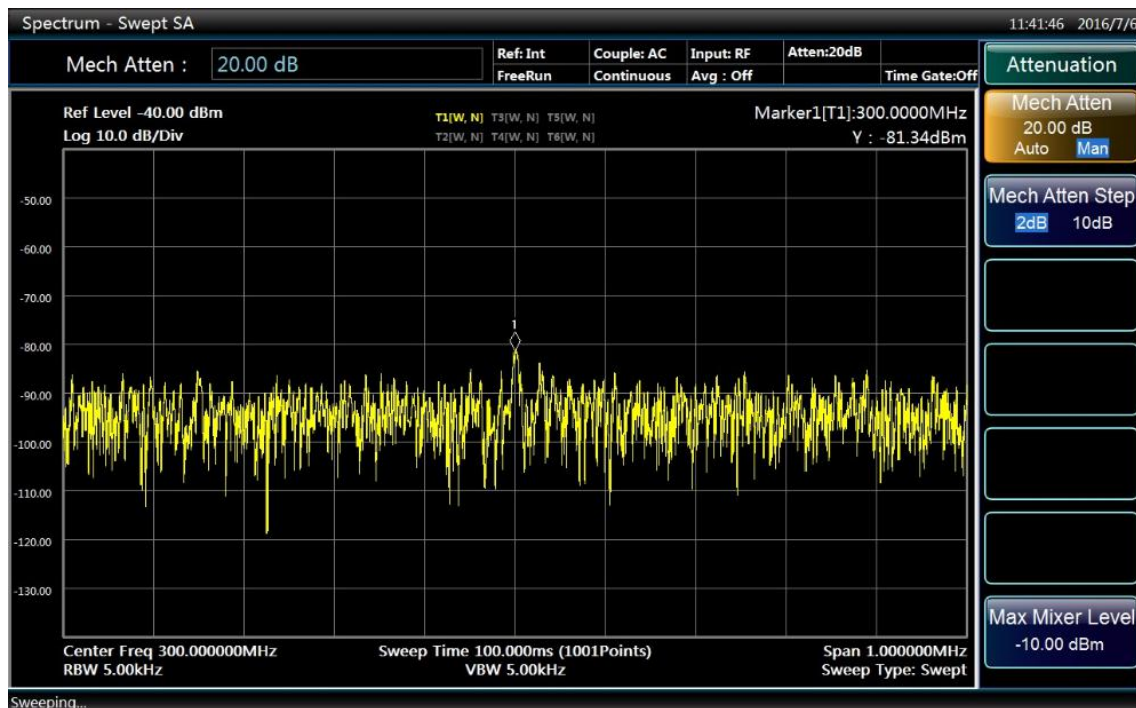 Spectrum - Swept SA
11:41:46 2016/7/6
Mech Atten : 20.00 dB
Ref: Int Couple: AC Input: RF Atten:20dB
FreeRun Continuous Avg : Off Time Gate:Off
Attenuation
Mech Atten
20.00 dB
Auto Man
Mech Atten Step
2dB 10dB
Max Mixer Level
-10.00 dBm
Ref Level -40.00 dBm
Log 10.0 dB/Div
T1[W, N] T3[W, N] T5[W, N]
T2[W, N] T4[W, N] T6[W, N]
Marker1[T1]:300.0000MHz
Y : -81.34dBm
1
-50.00
-60.00
-70.00
-80.00
-90.00
-100.00
-110.00
-120.00
-130.00
Center Freq 300.000000MHz Sweep Time 100.000ms (1001Points) Span 1.000000MHz
RBW 5.00kHz VBW 5.00kHz Sweep Type: Swept
Sweeping...